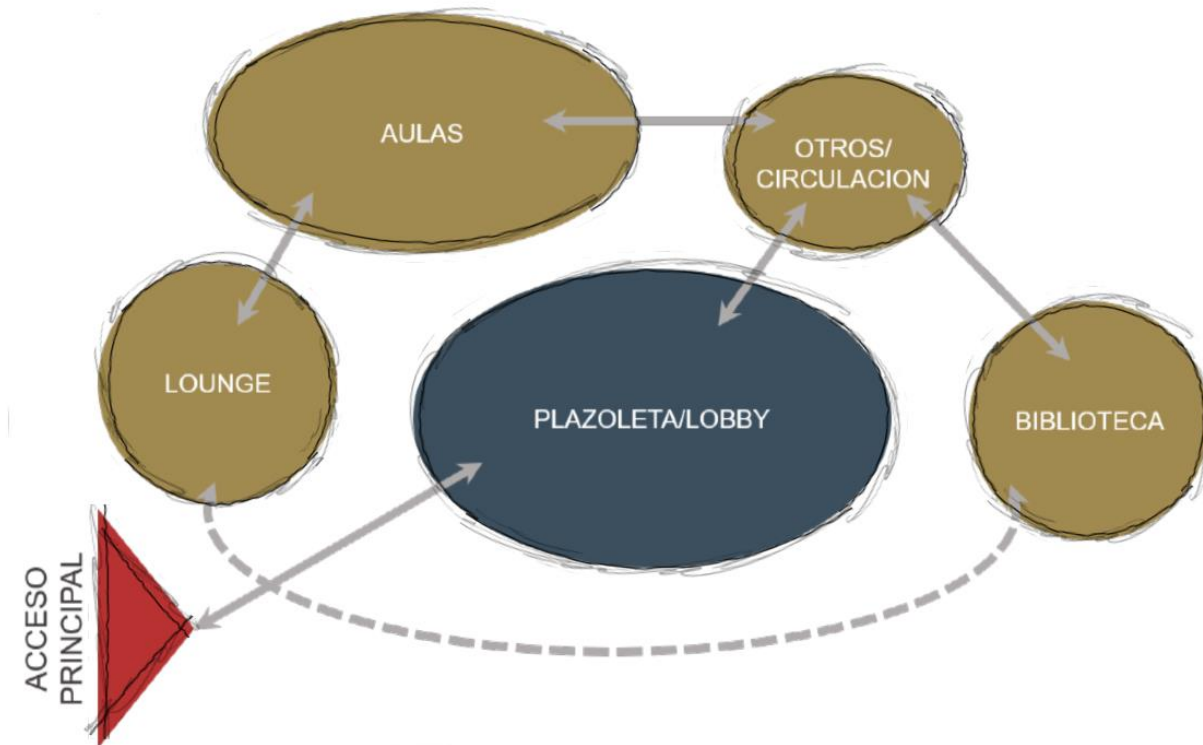 AULAS
OTROS/
CIRCULACION
LOUNGE
PLAZOLETA/LOBBY
BIBLIOTECA
ACCESO
PRINCIPAL